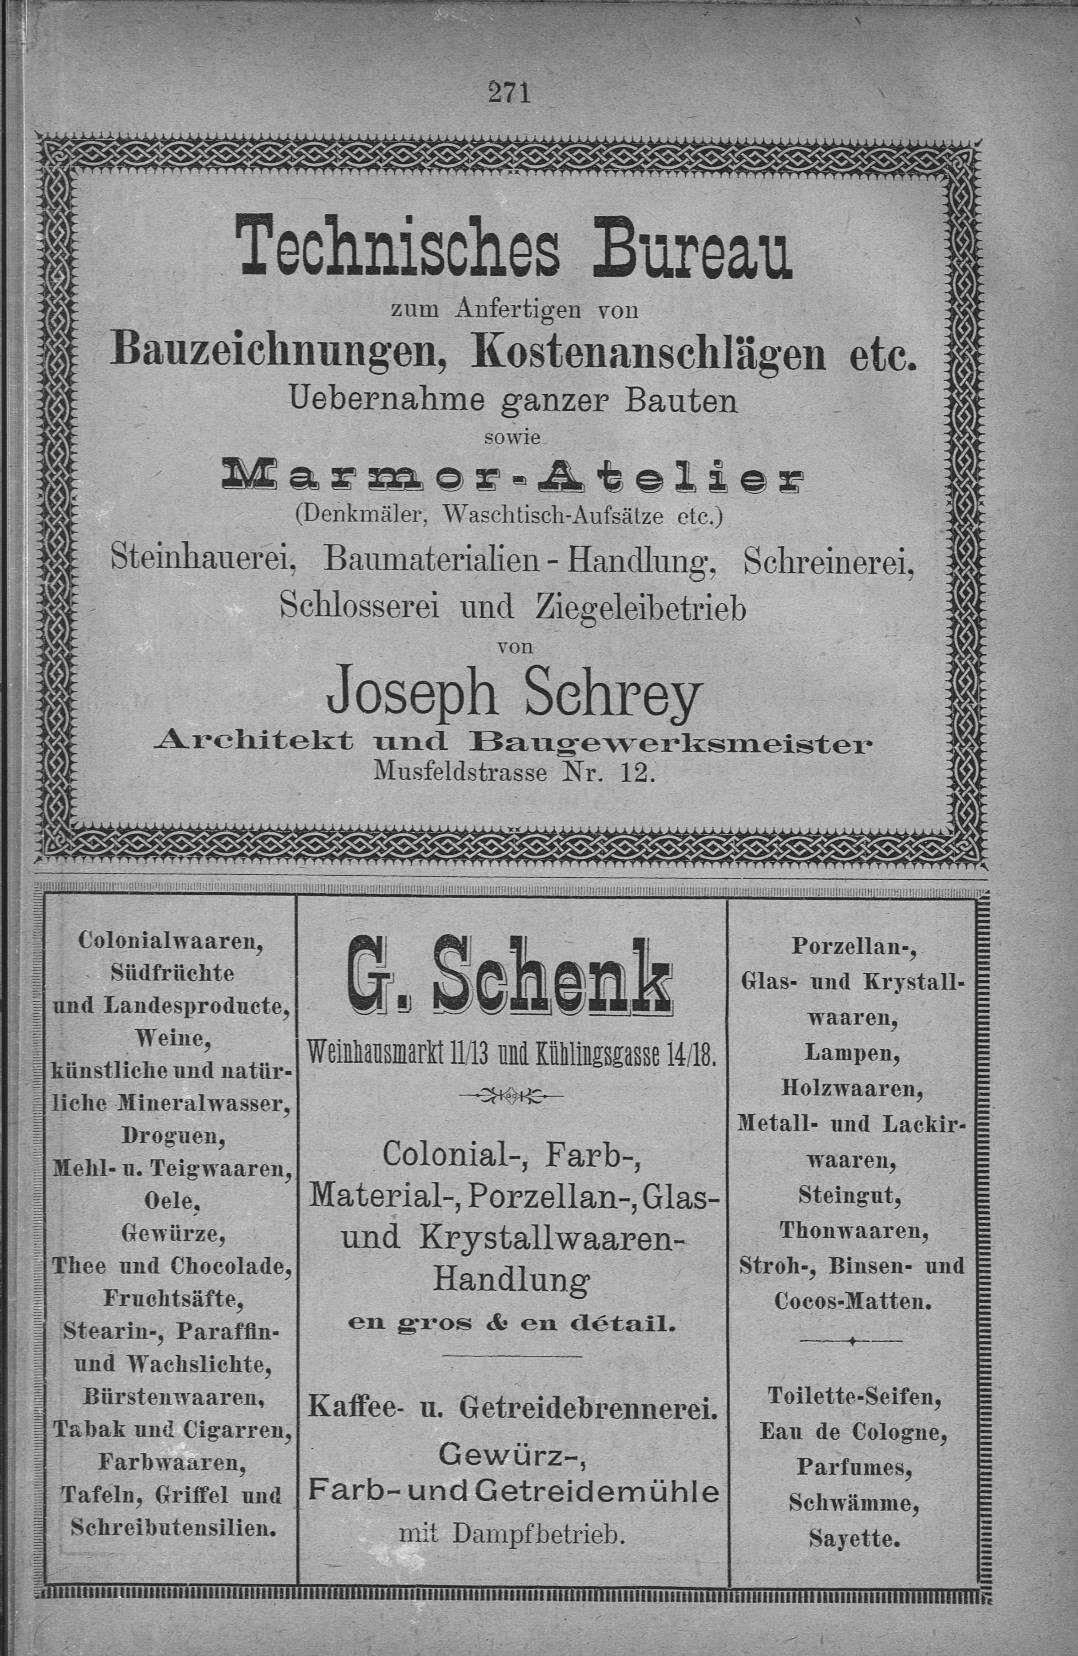 271
Technisches Bureau
zum Anfertigen von
Bauzeichnungen, Kostenanschlägen etc.
Uebernahme ganzer Bauten
sowie
Marmor-Atelier
(Denkmäler, Waschtisch-Aufsätze etc.)
Steinhauerei, Baumaterialien-Handlung, Schreinerei,
Schlosserei und Ziegeleibetrieb
von
Joseph Schrey
Architekt und Baugewerksmeister
Musfeldstrasse Nr. 12.
Colonialwaaren,
Südfrüchte
und Landesproducte,
Weine,
künstliche und natür-
liche Mineralwasser,
Droguen,
Mehl- u. Teigwaaren,
Oele,
Gewürze,
Thee und Chocolade,
Fruchtsäfte,
Stearin-, Paraffin-
und Wachslichte,
Bürstenwaaren,
Tabak und Cigarren,
Farbwaaren,
Tafeln, Griffel und
Schreibutensilien.
G. Schenk
Weinhausmarkt 11/13 und Kühlingsgasse 14/18.
Colonial-, Farb-,
Material-, Porzellan-, Glas-
und Krystallwaaren-
Handlung
en gros & en détail.
Kaffee- u. Getreidebrennerei.
Gewürz-,
Farb- und Getreidemühle
mit Dampfbetrieb.
Porzellan-,
Glas- und Krystall-
waaren,
Lampen,
Holzwaaren,
Metall- und Lackir-
waaren,
Steingut,
Thonwaaren,
Stroh-, Binsen- und
Cocos-Matten.
Toilette-Seifen,
Eau de Cologne,
Parfumes,
Schwämme,
Sayette.